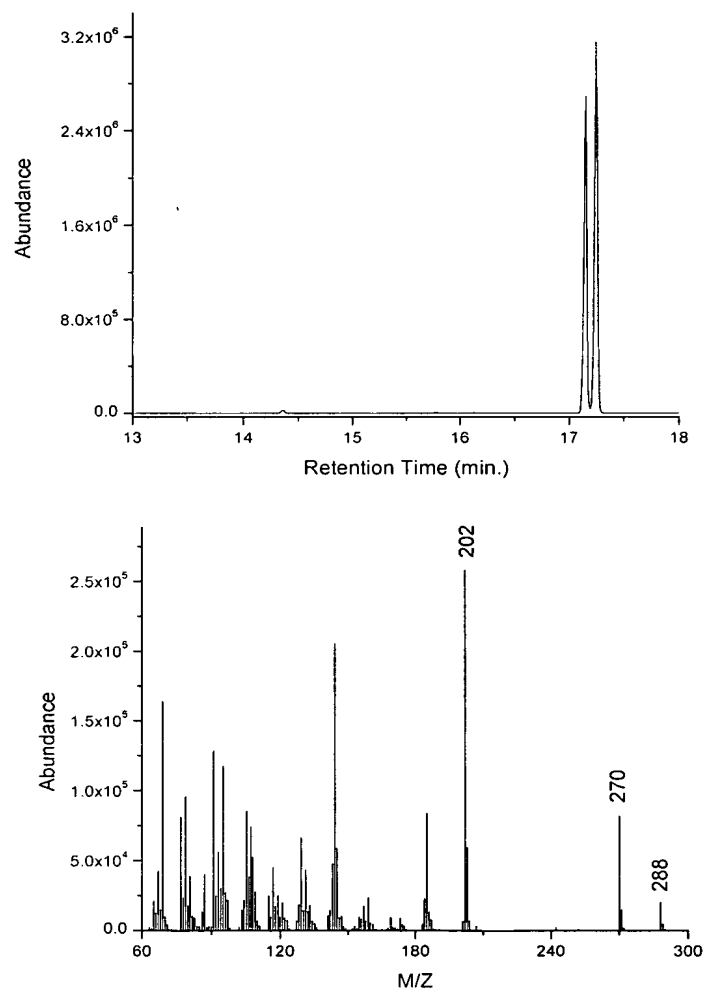 3.2x10⁶
2.4x10⁶
1.6x10⁶
8.0x10⁵
0.0
Abundance
13 14 15 16 17 18
Retention Time (min.)
202
270
288
2.5x10⁵
2.0x10⁵
1.5x10⁵
1.0x10⁵
5.0x10⁴
0.0
Abundance
60 120 180 240 300
M/Z